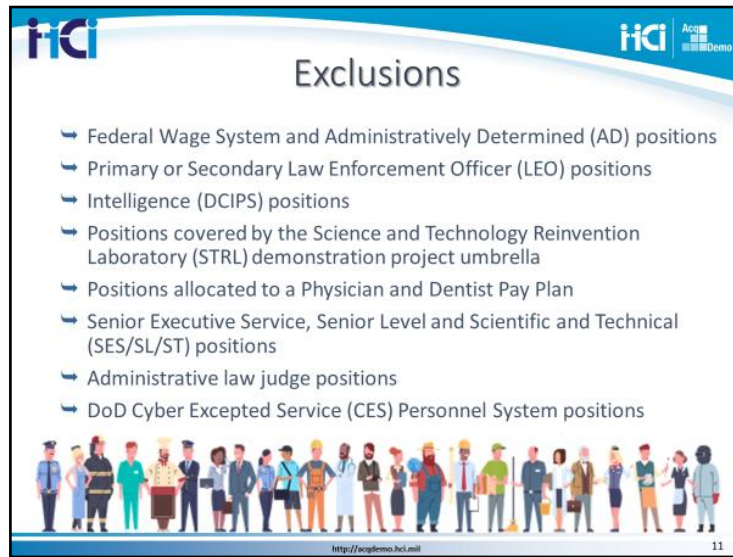 HCi
HCi Acq Demo
Exclusions
Federal Wage System and Administratively Determined (AD) positions
Primary or Secondary Law Enforcement Officer (LEO) positions
Intelligence (DCIPS) positions
Positions covered by the Science and Technology Reinvention
Laboratory (STRL) demonstration project umbrella
Positions allocated to a Physician and Dentist Pay Plan
Senior Executive Service, Senior Level and Scientific and Technical
(SES/SL/ST) positions
Administrative law judge positions
DoD Cyber Excepted Service (CES) Personnel System positions
http://acqdemo.hci.mil
11